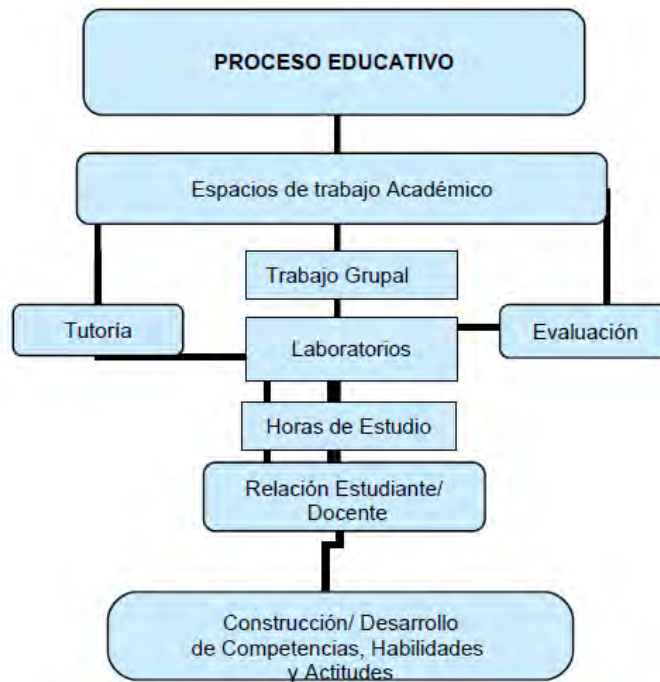 PROCESO EDUCATIVO
Espacios de trabajo Académico
Trabajo Grupal
Tutoría
Laboratorios
Evaluación
Horas de Estudio
Relación Estudiante/
Docente
Construcción/ Desarrollo
de Competencias, Habilidades
y Actitudes